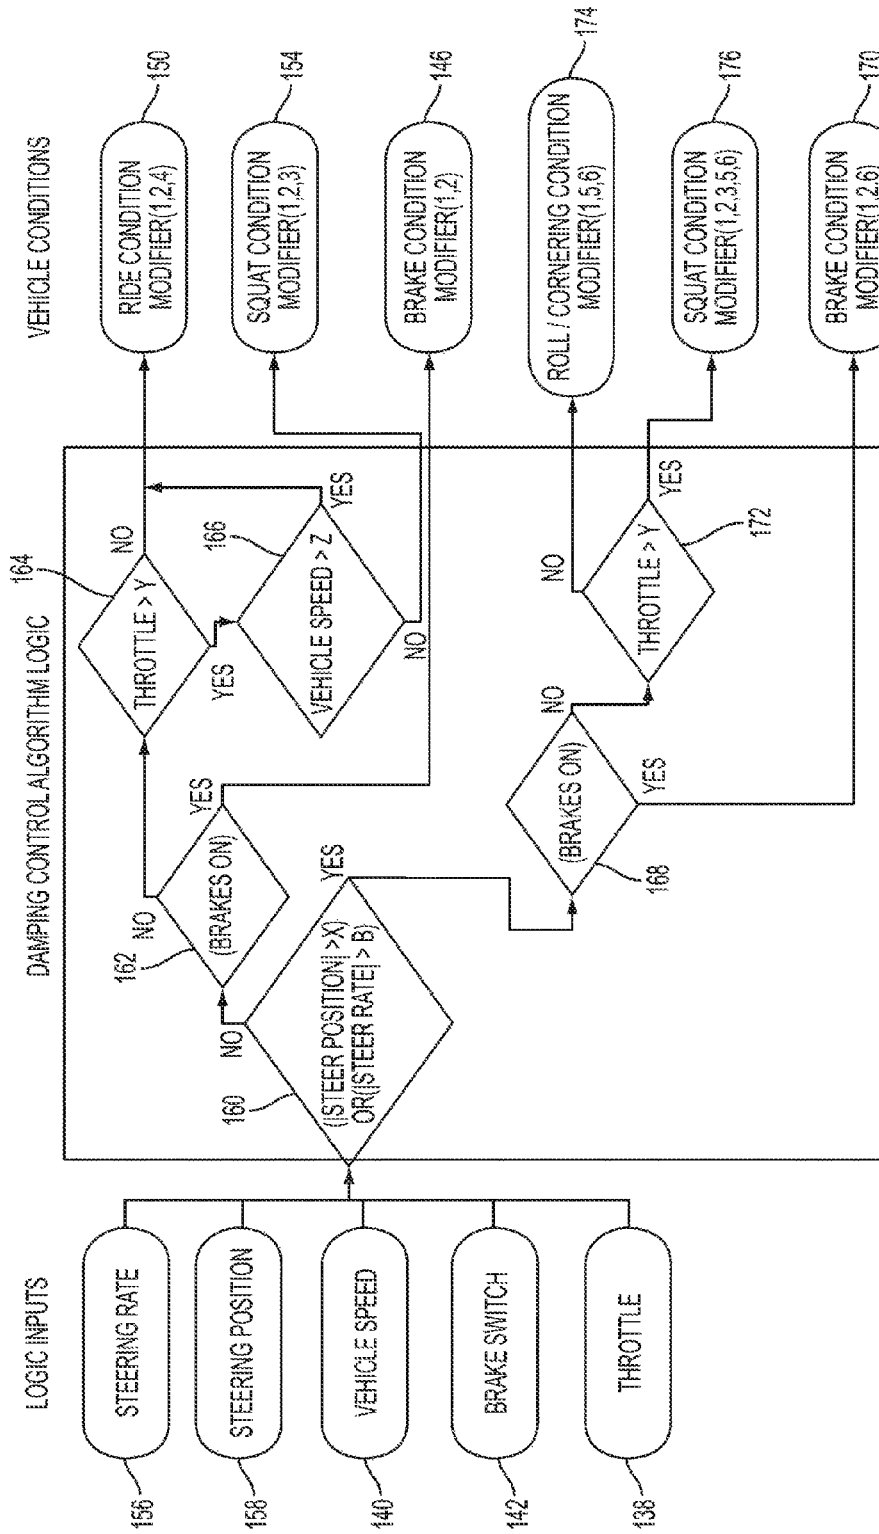 LOGIC INPUTS
STEERING RATE
156
STEERING POSITION
158
VEHICLE SPEED
140
BRAKE SWITCH
142
THROTTLE
138
DAMPING CONTROL ALGORITHM LOGIC
160
(|STEER POSITION| >X)
OR(|STEER RATE| > B)
NO
YES
162
(BRAKES ON)
NO
YES
164
THROTTLE > Y
NO
YES
166
VEHICLE SPEED > Z
YES
NO
(BRAKES ON)
168
NO
YES
THROTTLE > Y
172
NO
YES
VEHICLE CONDITIONS
RIDE CONDITION
MODIFIER(1,2,4)
150
SQUAT CONDITION
MODIFIER(1,2,3)
154
BRAKE CONDITION
MODIFIER(1,2)
146
ROLL / CORNERING CONDITION
MODIFIER(1,5,6)
174
SQUAT CONDITION
MODIFIER(1,2,3,5,6)
176
BRAKE CONDITION
MODIFIER(1,2,6)
170